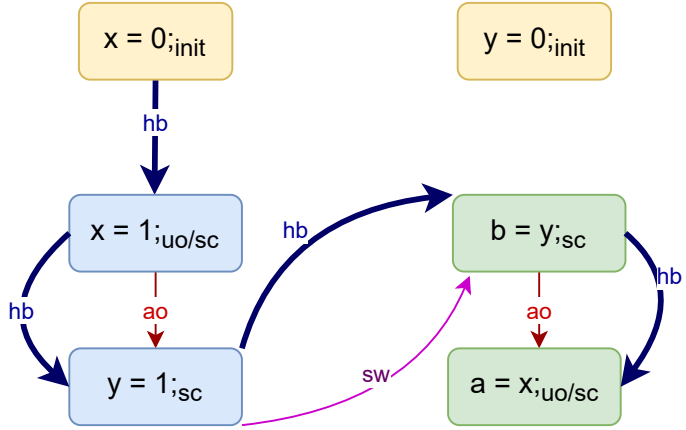 x = 0;init
y = 0;init
hb
x = 1;uo/sc
b = y;sc
hb
hb
hb
ao
ao
y = 1;sc
a = x;uo/sc
sw